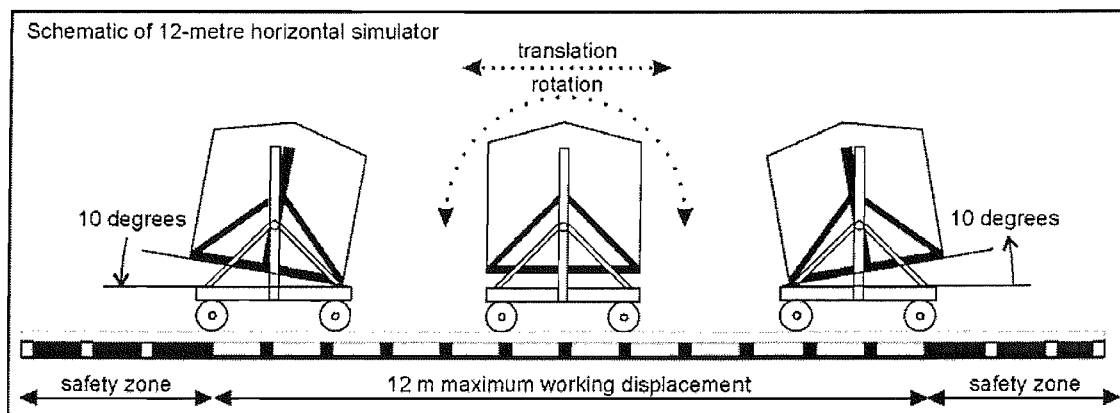 Schematic of 12-metre horizontal simulator
translation
rotation
10 degrees
10 degrees
safety zone
12 m maximum working displacement
safety zone